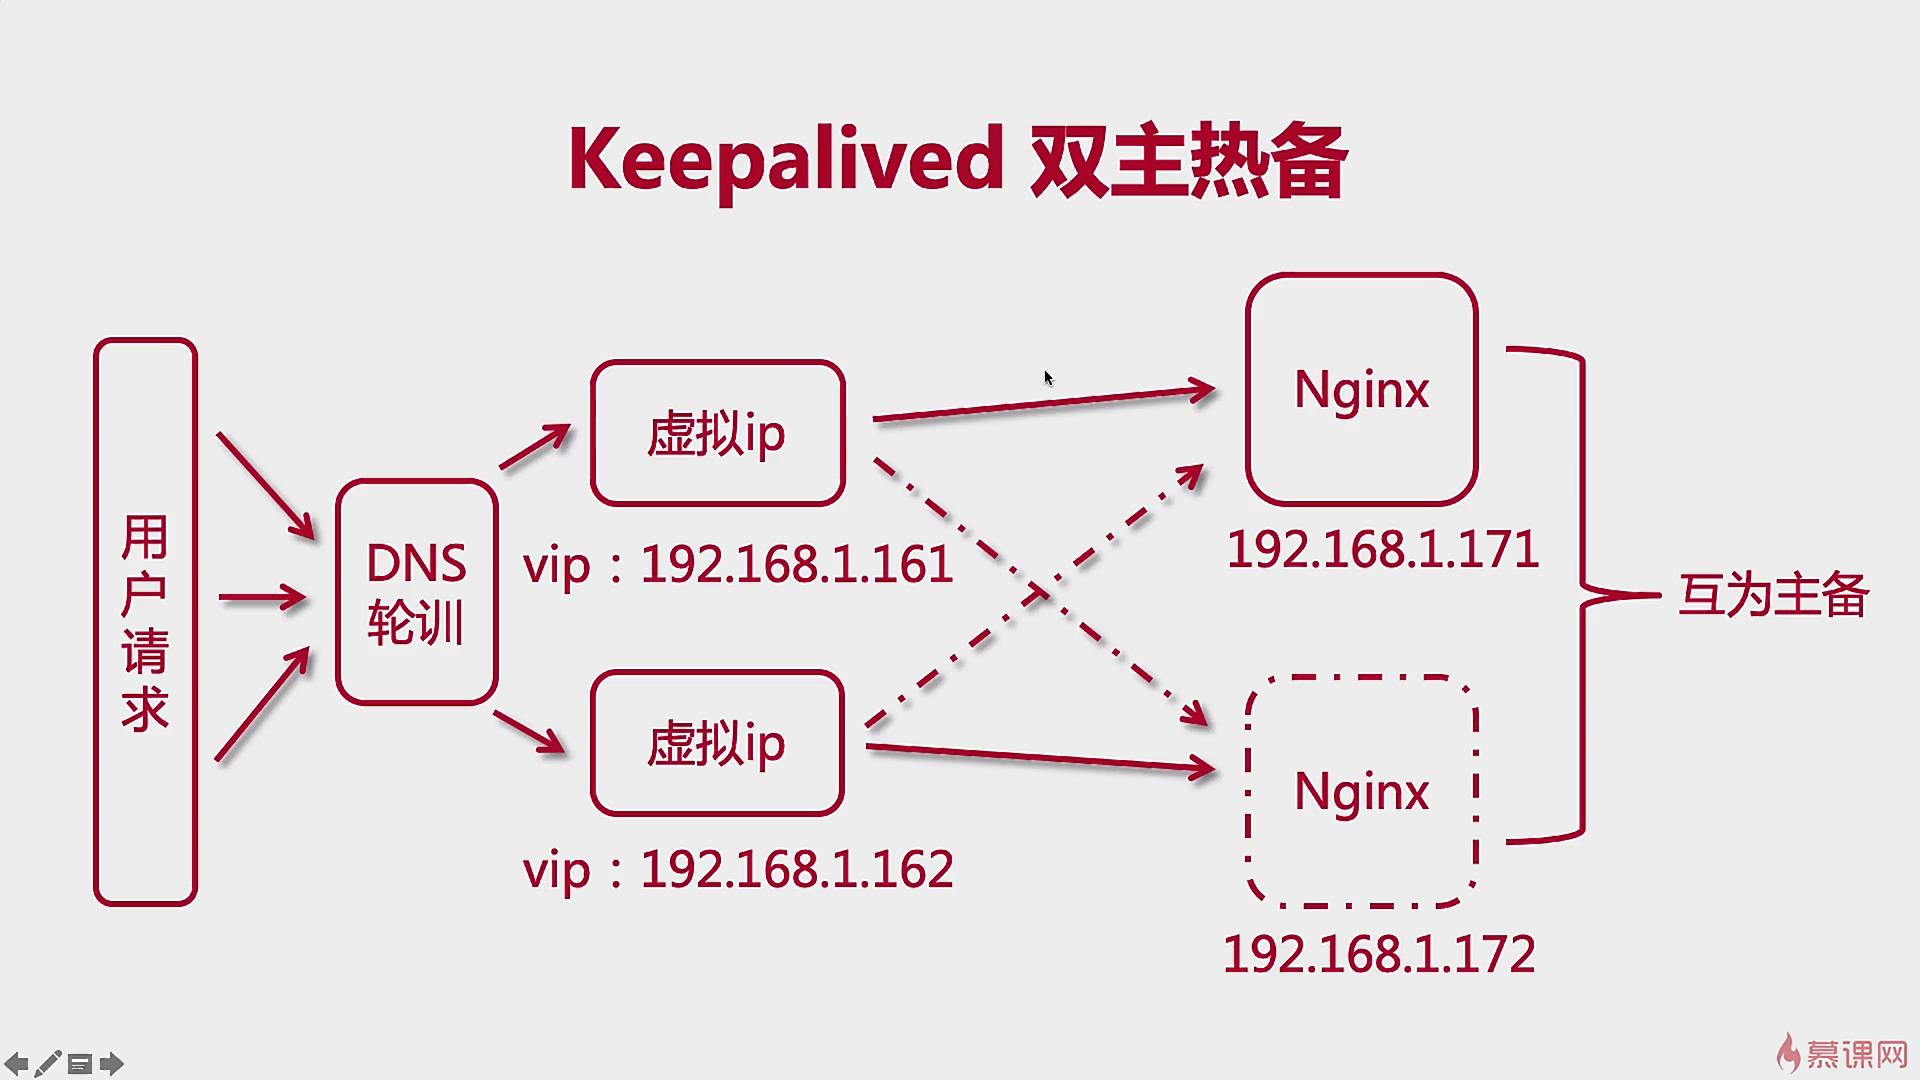 Keepalived 双主热备
用户请求
DNS
轮训
虚拟ip
vip：192.168.1.161
虚拟ip
vip：192.168.1.162
Nginx
192.168.1.171
Nginx
192.168.1.172
互为主备
慕课网